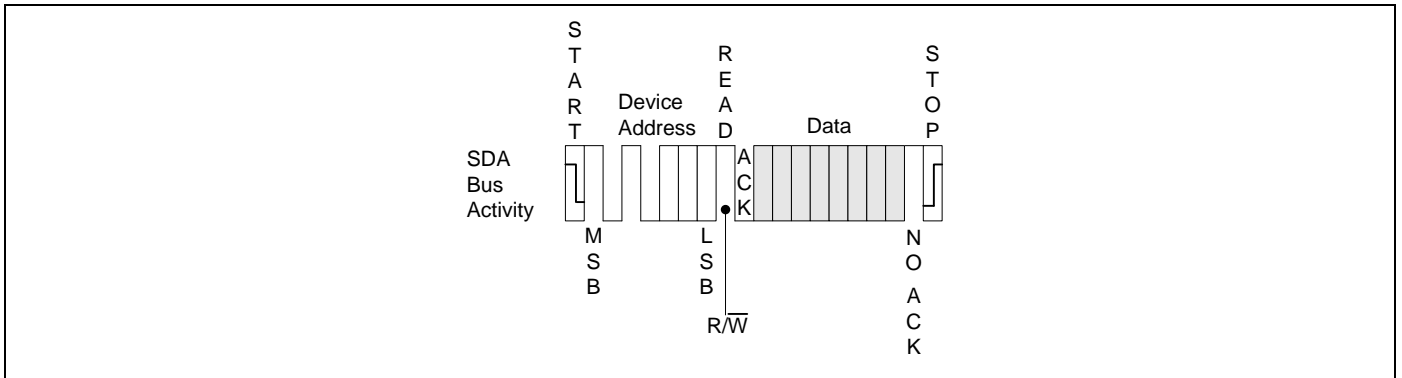 START
Device
Address
READ
Data
STOP
SDA
Bus
Activity
ACK
MSB
LSB
R/W̅
NO ACK